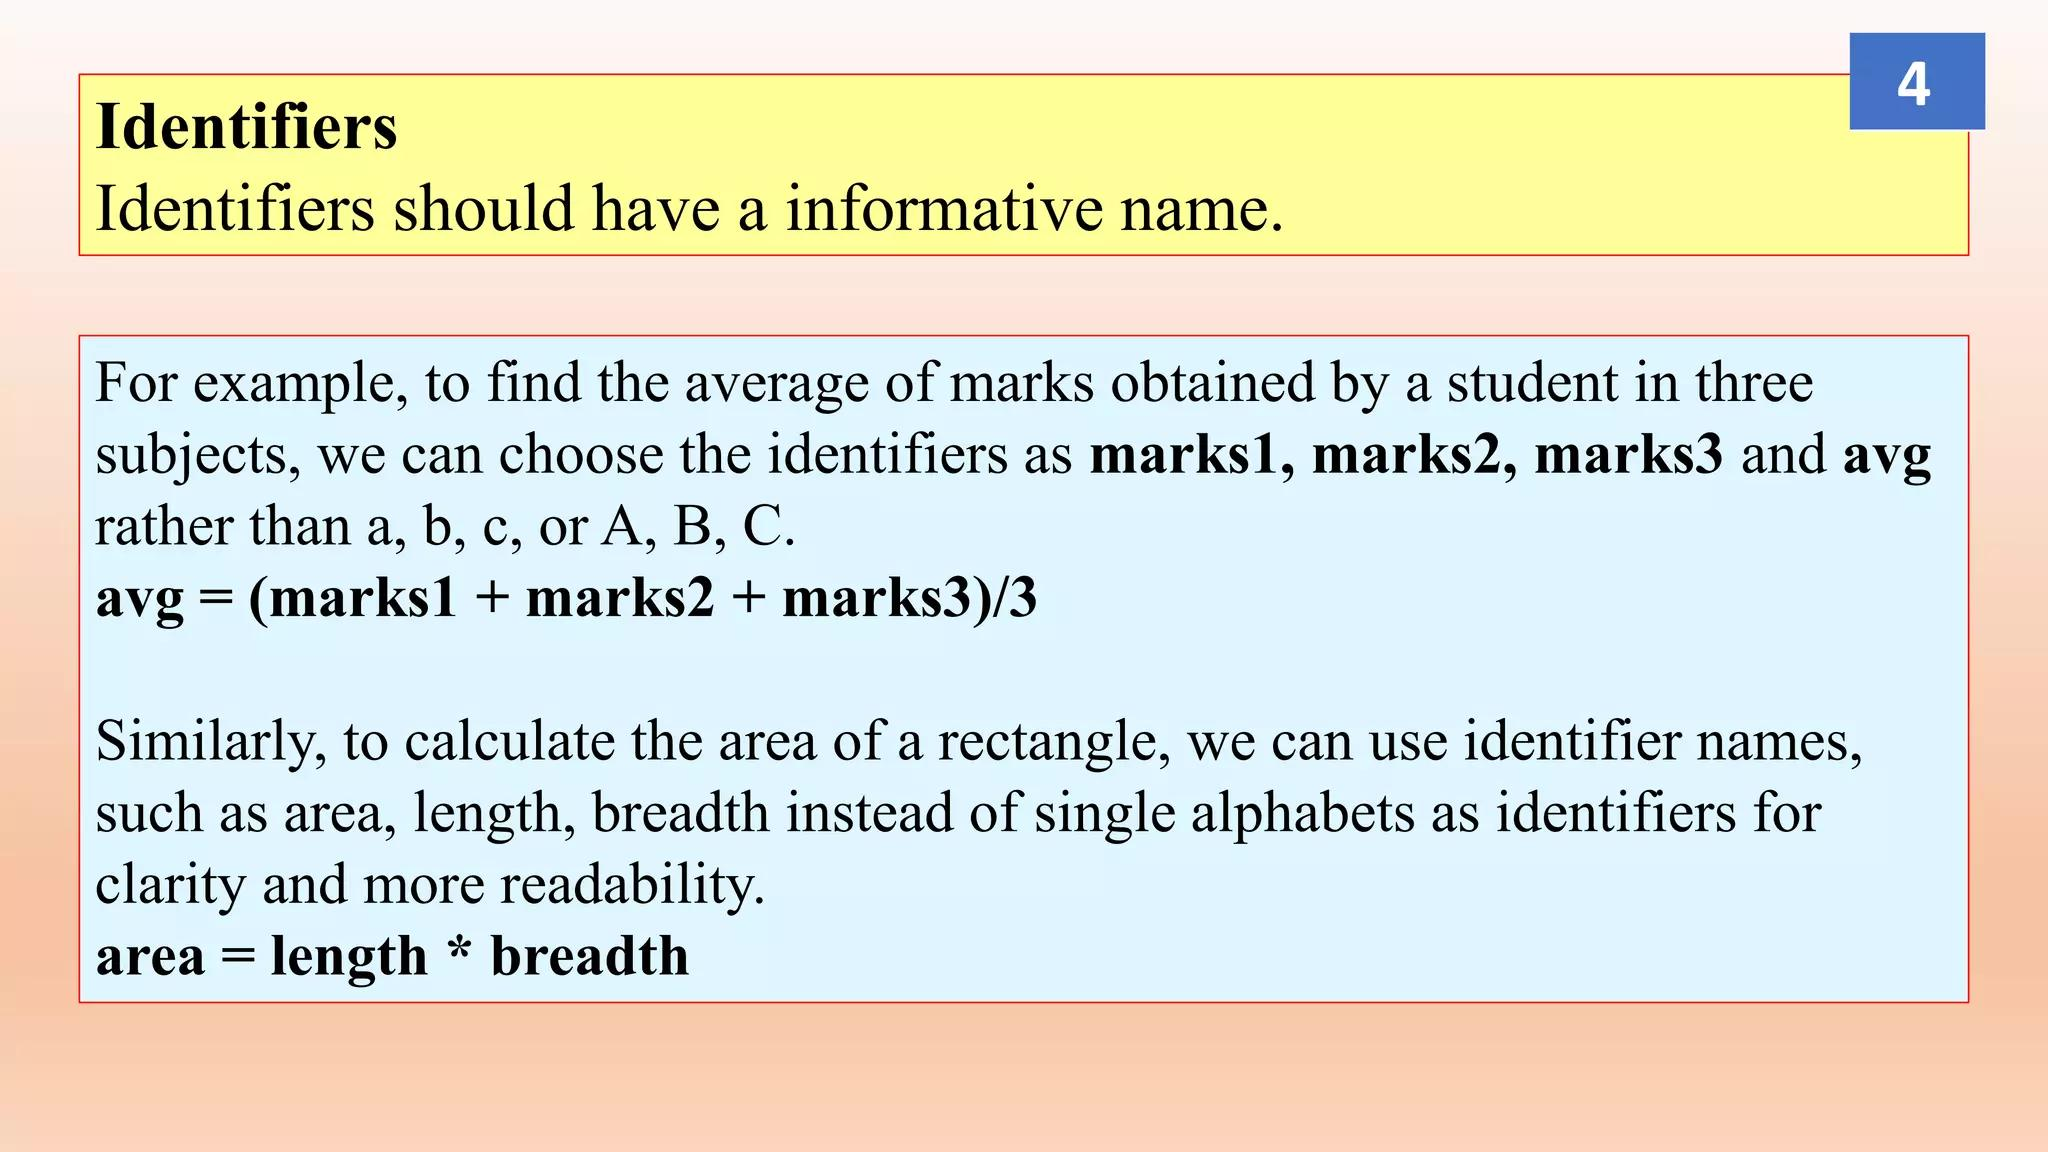 4
Identifiers
Identifiers should have a informative name.
For example, to find the average of marks obtained by a student in three
subjects, we can choose the identifiers as marks1, marks2, marks3 and avg
rather than a, b, c, or A, B, C.
avg = (marks1 + marks2 + marks3)/3
Similarly, to calculate the area of a rectangle, we can use identifier names,
such as area, length, breadth instead of single alphabets as identifiers for
clarity and more readability.
area = length * breadth